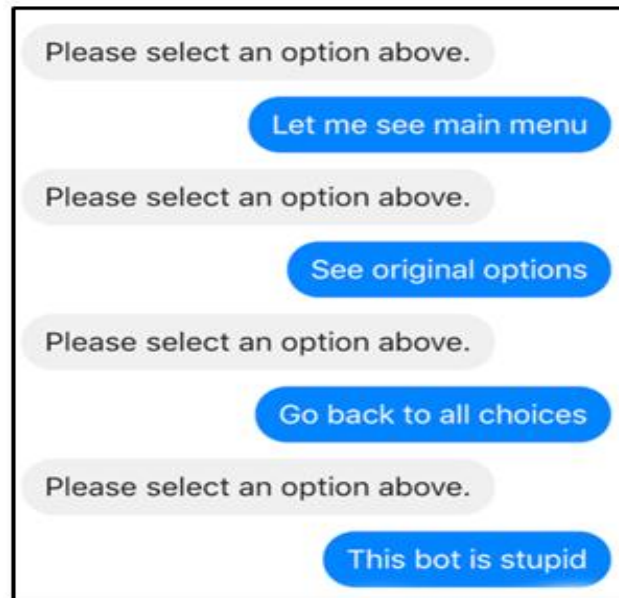 Please select an option above.
Let me see main menu
Please select an option above.
See original options
Please select an option above.
Go back to all choices
Please select an option above.
This bot is stupid